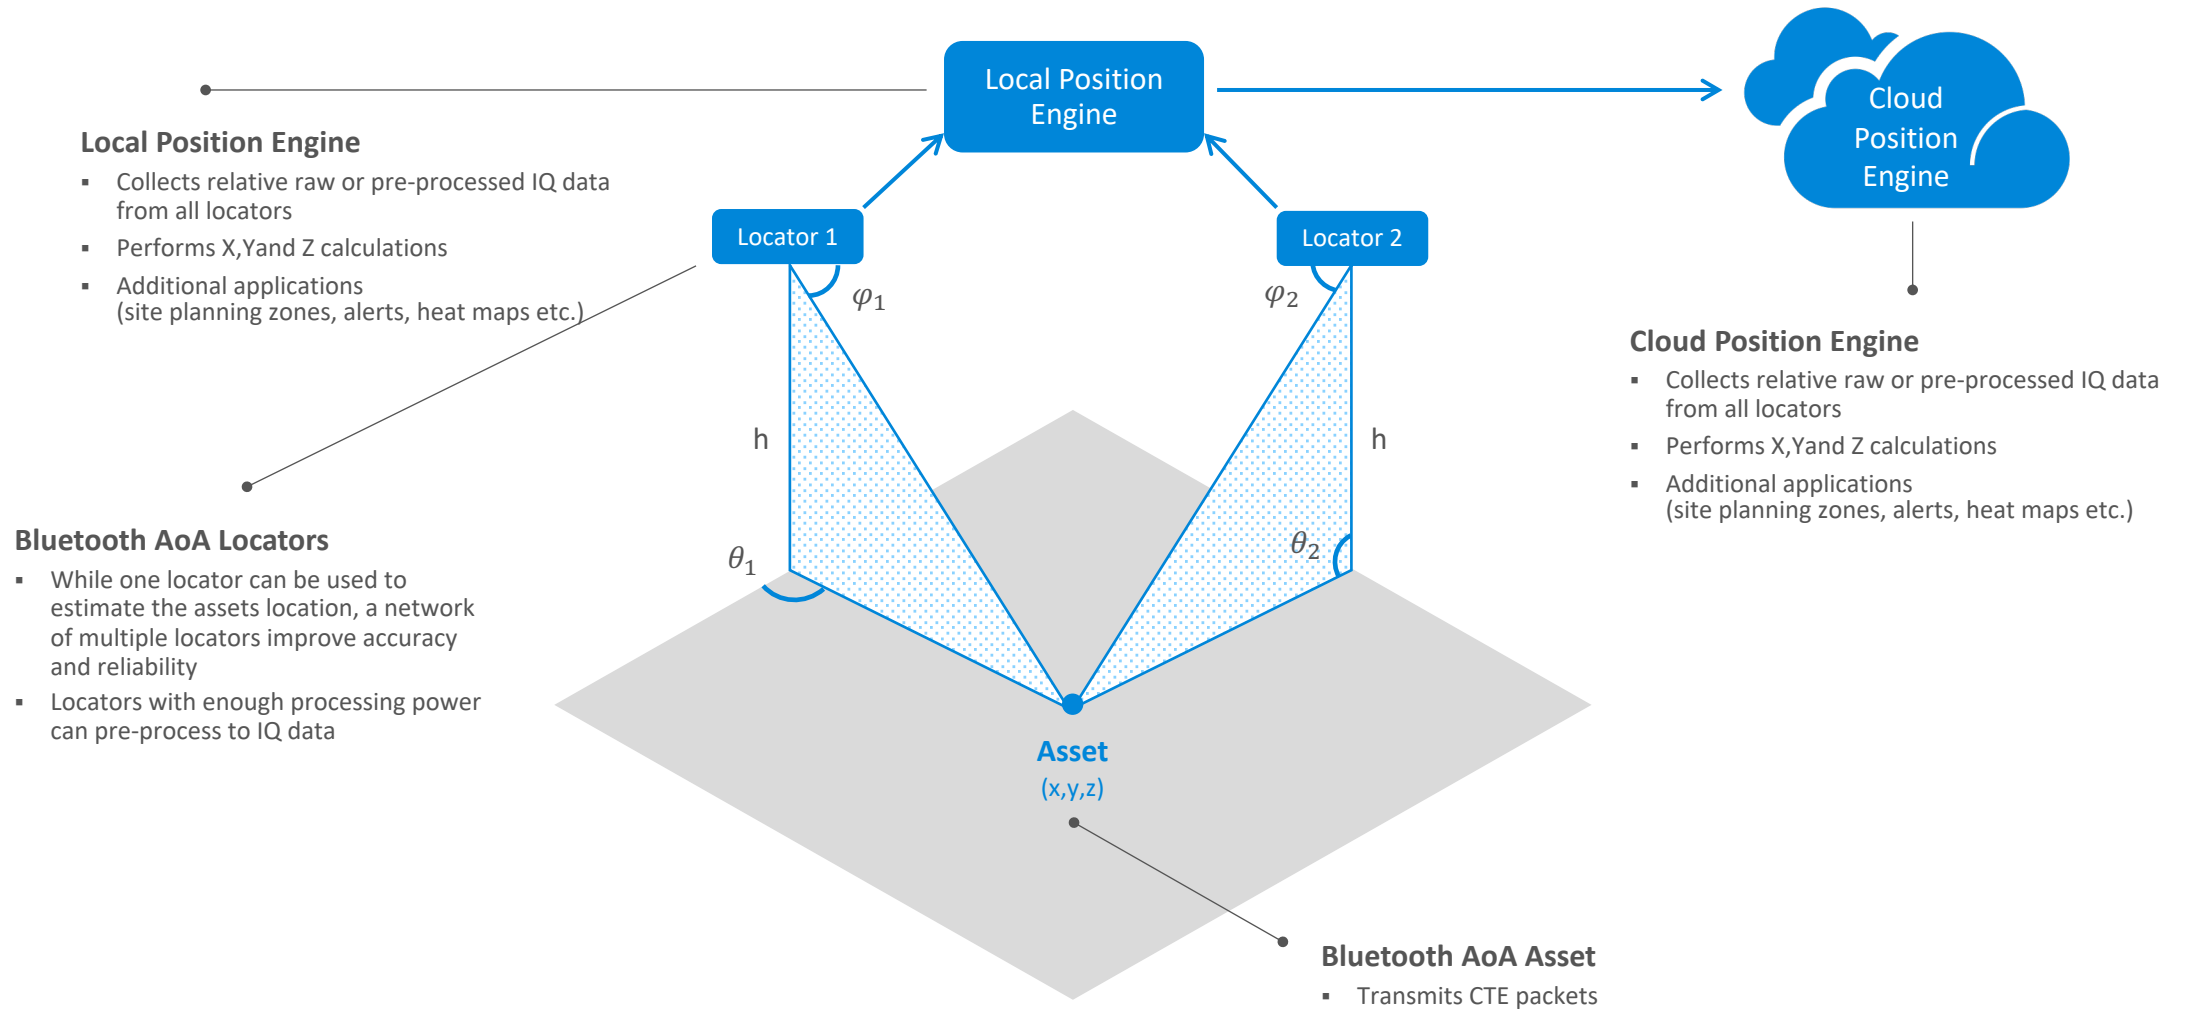 Local Position
Engine
Cloud
Position
Engine
Local Position Engine
▪ Collects relative raw or pre-processed IQ data
from all locators
▪ Performs X,Yand Z calculations
▪ Additional applications
(site planning zones, alerts, heat maps etc.)
Locator 1
Locator 2
φ1
φ2
Cloud Position Engine
▪ Collects relative raw or pre-processed IQ data
from all locators
▪ Performs X,Yand Z calculations
▪ Additional applications
(site planning zones, alerts, heat maps etc.)
h
h
Bluetooth AoA Locators
▪ While one locator can be used to
estimate the assets location, a network
of multiple locators improve accuracy
and reliability
▪ Locators with enough processing power
can pre-process to IQ data
θ1
θ2
Asset
(x,y,z)
Bluetooth AoA Asset
▪ Transmits CTE packets